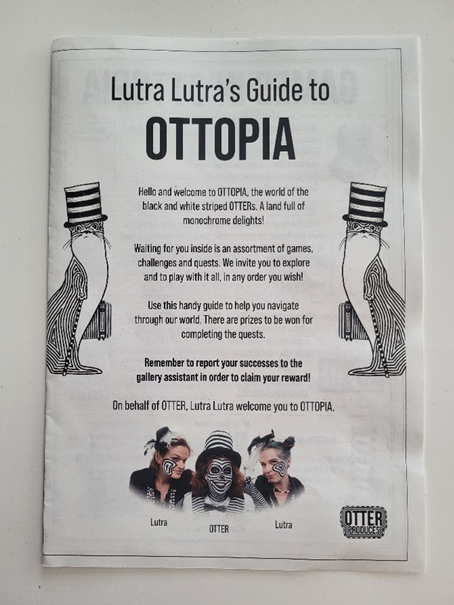 Lutra Lutra's Guide to
OTTOPIA
Hello and welcome to OTTOPIA, the world of the
black and white striped OTTERs. A land full of
monochrome delights!
Waiting for you inside is an assortment of games,
challenges and quests. We invite you to explore
and to play with it all, in any order you wish!
Use this handy guide to help you navigate
through our world. There are prizes to be won for
completing the quests.
Remember to report your successes to the
gallery assistant in order to claim your reward!
On behalf of OTTER, Lutra Lutra welcome you to OTTOPIA.
Lutra
OTTER
Lutra
OTTER
PRODUCES